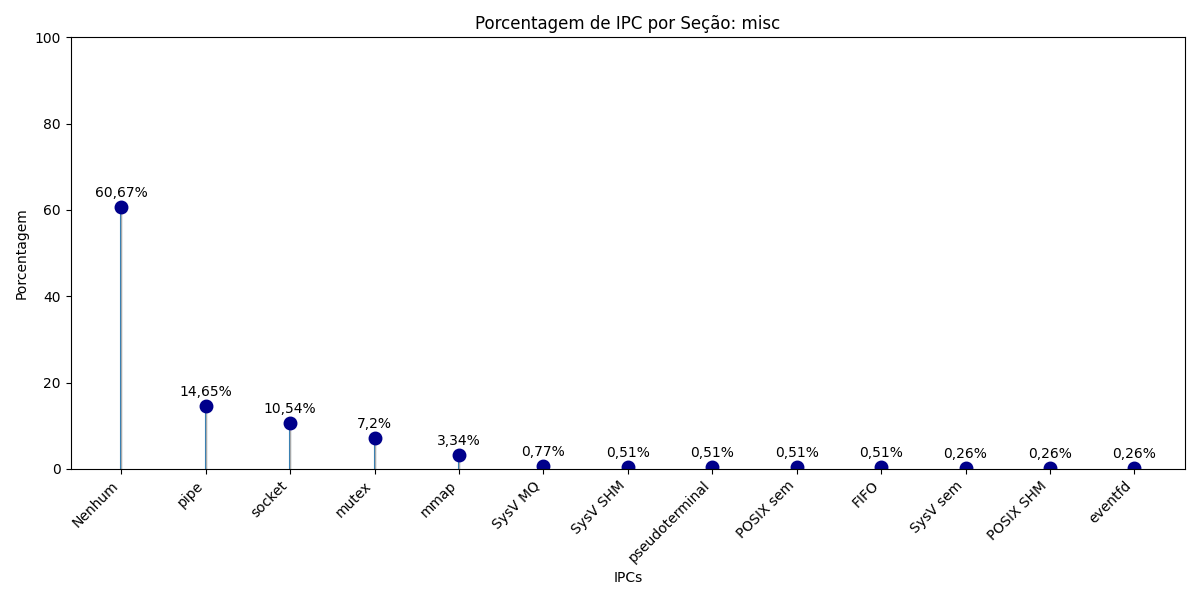 Porcentagem de IPC por Seção: misc
100
80
60
40
20
0
Porcentagem
60,67%
14,65%
10,54%
7,2%
3,34%
0,77%
0,51%
0,51%
0,51%
0,51%
0,26%
0,26%
0,26%
Nenhum
pipe
socket
mutex
mmap
SysV MQ
SysV SHM
pseudoterminal
POSIX sem
FIFO
SysV sem
POSIX SHM
eventfd
IPCs